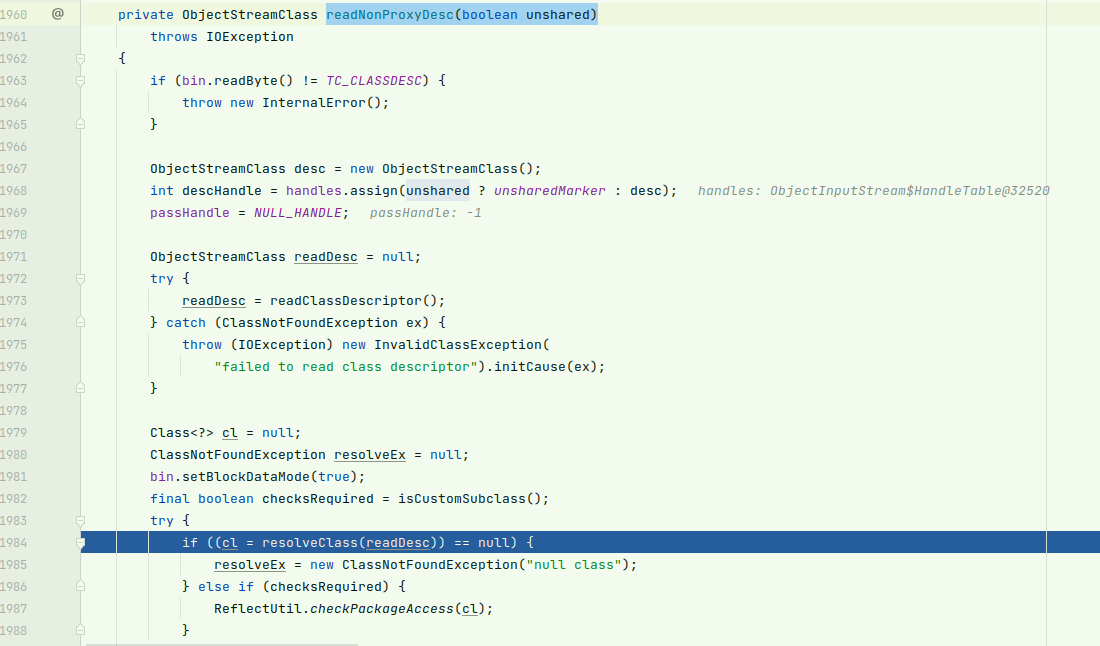 1960 @ private ObjectStreamClass readNonProxyDesc(boolean unshared)
1961 throws IOException
1962 {
1963 if (bin.readByte() != TC_CLASSDESC) {
1964 throw new InternalError();
1965 }
1966
1967 ObjectStreamClass desc = new ObjectStreamClass();
1968 int descHandle = handles.assign(unshared ? unsharedMarker : desc); handles: ObjectInputStream$HandleTable@32520
1969 passHandle = NULL_HANDLE; passHandle: -1
1970
1971 ObjectStreamClass readDesc = null;
1972 try {
1973 readDesc = readClassDescriptor();
1974 } catch (ClassNotFoundException ex) {
1975 throw (IOException) new InvalidClassException(
1976 "failed to read class descriptor").initCause(ex);
1977 }
1978
1979 Class<?> cl = null;
1980 ClassNotFoundException resolveEx = null;
1981 bin.setBlockDataMode(true);
1982 final boolean checksRequired = isCustomSubclass();
1983 try {
1984 if ((cl = resolveClass(readDesc)) == null) {
1985 resolveEx = new ClassNotFoundException("null class");
1986 } else if (checksRequired) {
1987 ReflectUtil.checkPackageAccess(cl);
1988 }